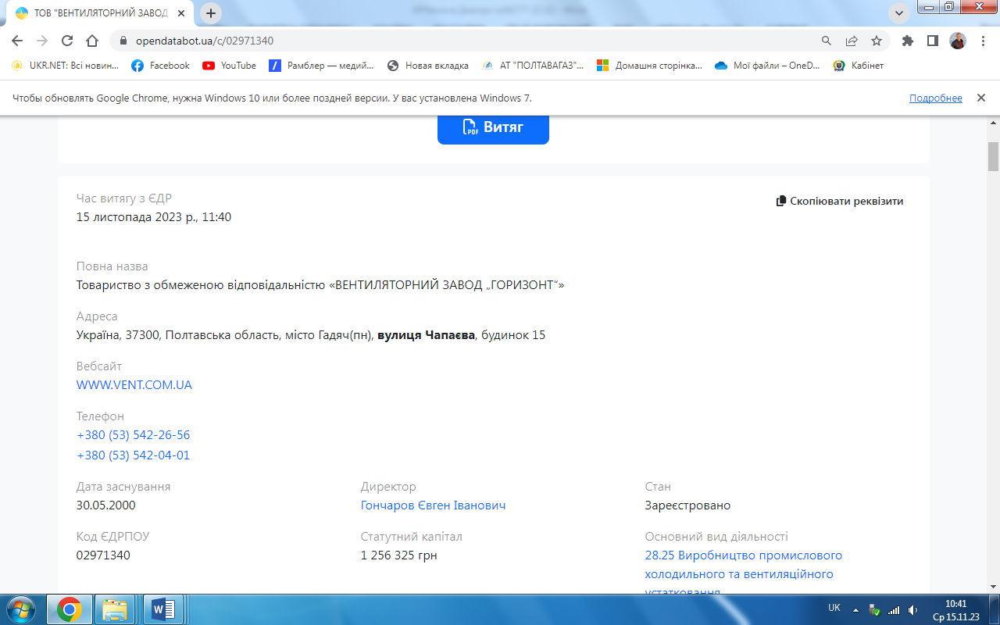 ТОВ "ВЕНТИЛЯТОРНИЙ ЗАВОД
opendatabot.ua/c/02971340
UKR.NET: Всі новин...
Facebook
YouTube
Рамблер — медий...
Новая вкладка
АТ "ПОЛТАВАГАЗ"...
Домашня сторінка...
Мої файли – OneD...
Кабінет
Чтобы обновлять Google Chrome, нужна Windows 10 или более поздней версии. У вас установлена Windows 7.
Подробнее
PDF Витяг
Час витягу з ЄДР
Скопіювати реквізити
15 листопада 2023 р., 11:40
Повна назва
Товариство з обмеженою відповідальністю «ВЕНТИЛЯТОРНИЙ ЗАВОД „ГОРИЗОНТ“»
Адреса
Україна, 37300, Полтавська область, місто Гадяч(пн), вулиця Чапаєва, будинок 15
Вебсайт
WWW.VENT.COM.UA
Телефон
+380 (53) 542-26-56
+380 (53) 542-04-01
Дата заснування
Директор
Стан
30.05.2000
Гончаров Євген Іванович
Зареєстровано
Код ЄДРПОУ
Статутний капітал
Основний вид діяльності
02971340
1 256 325 грн
28.25 Виробництво промислового
холодильного та вентиляційного
устатковання
UK
10:41
Ср 15.11.23